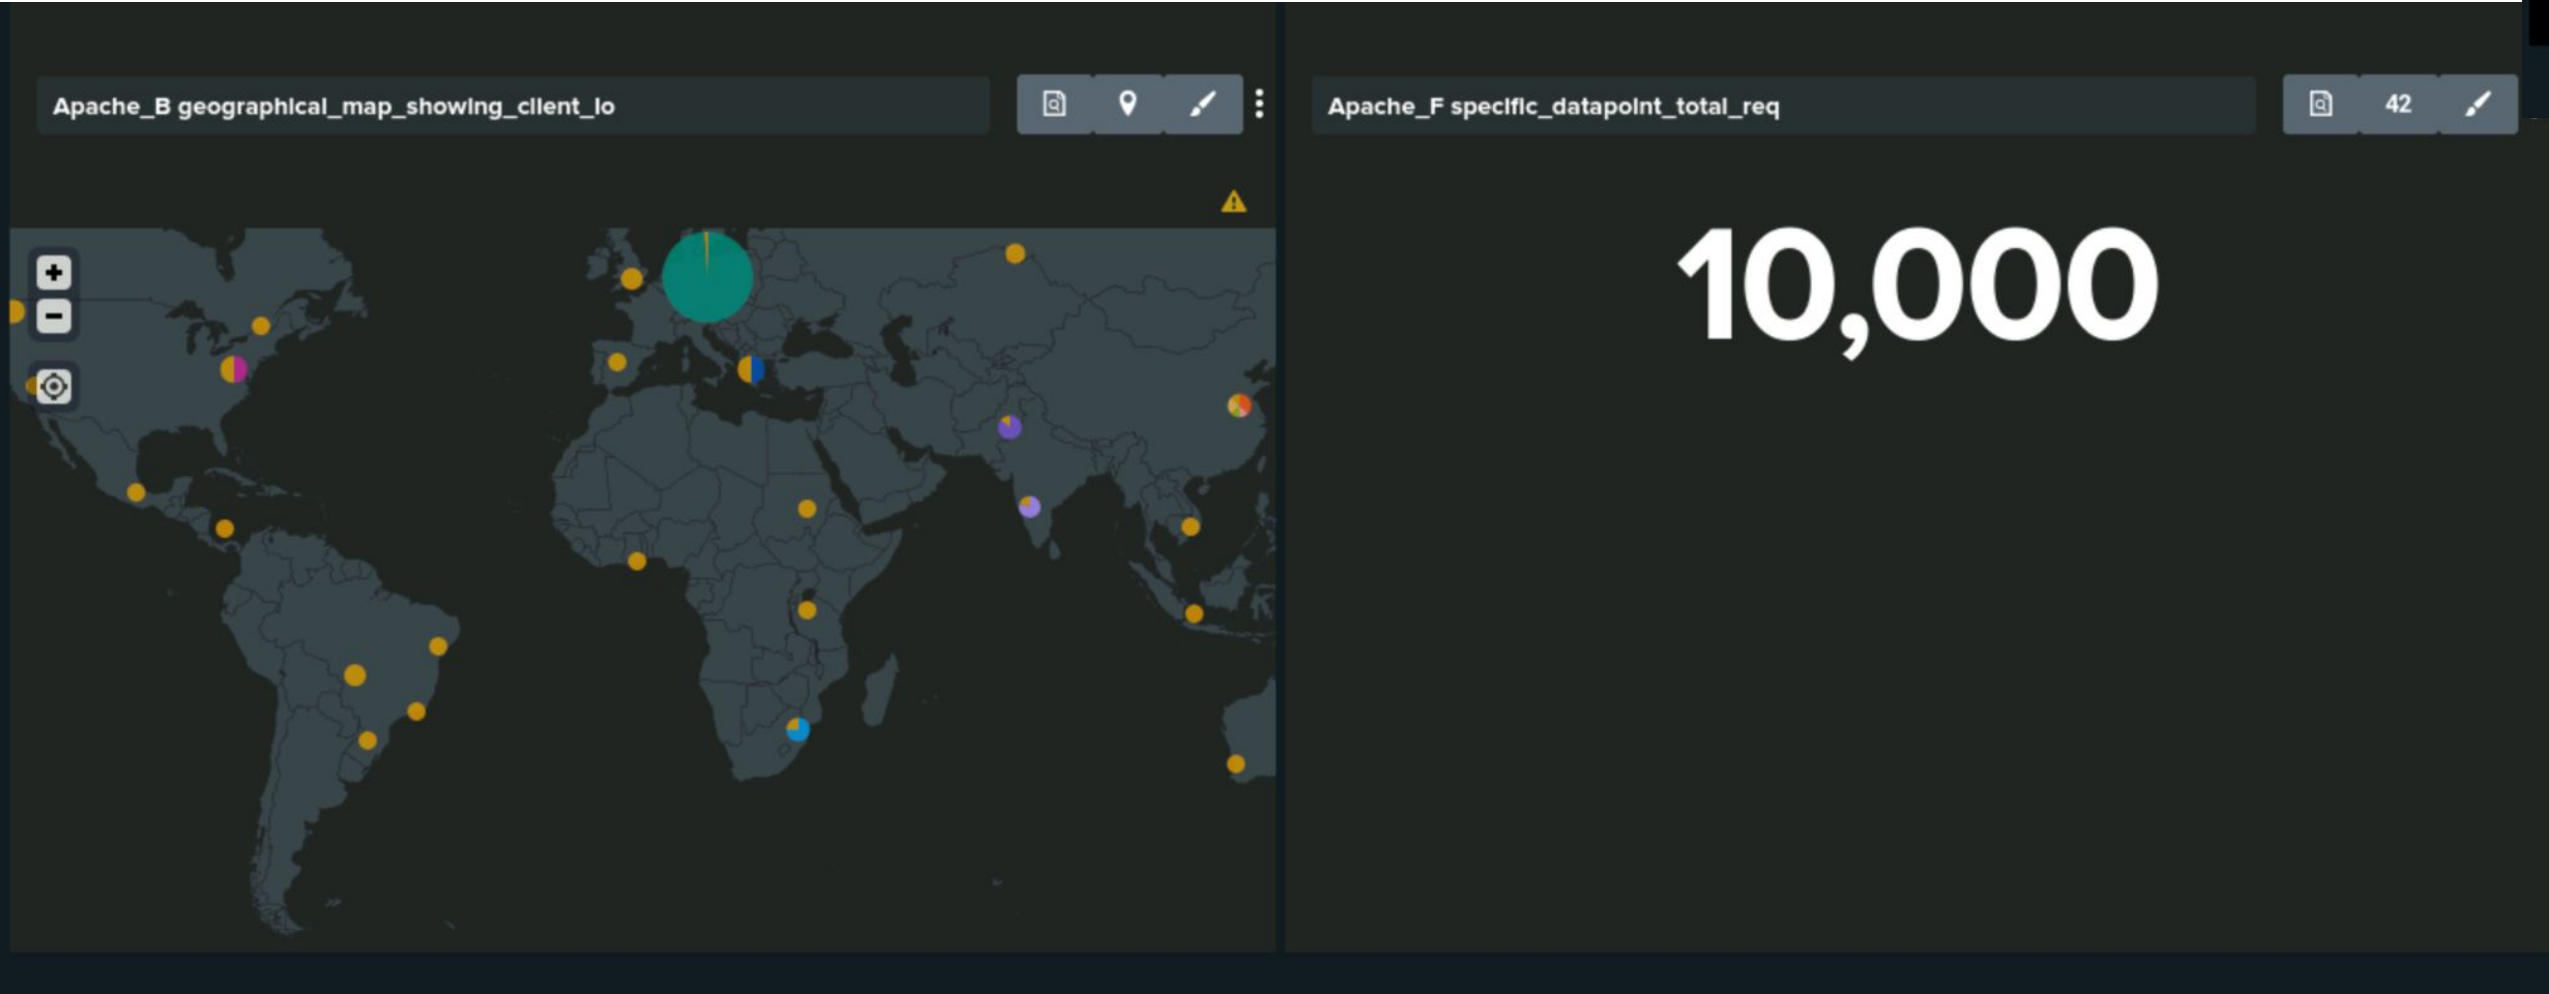 Apache_B geographical_map_showing_client_lo
Apache_F specific_datapoint_total_req
42
10,000